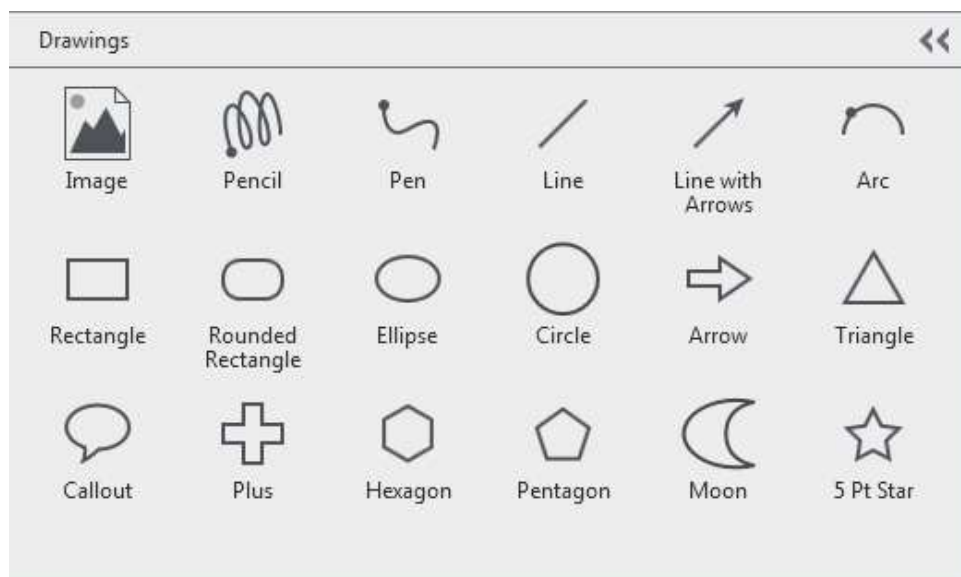 Drawings
Image
Pencil
Pen
Line
Line with
Arrows
Arc
Rectangle
Rounded
Rectangle
Ellipse
Circle
Arrow
Triangle
Callout
Plus
Hexagon
Pentagon
Moon
5 Pt Star